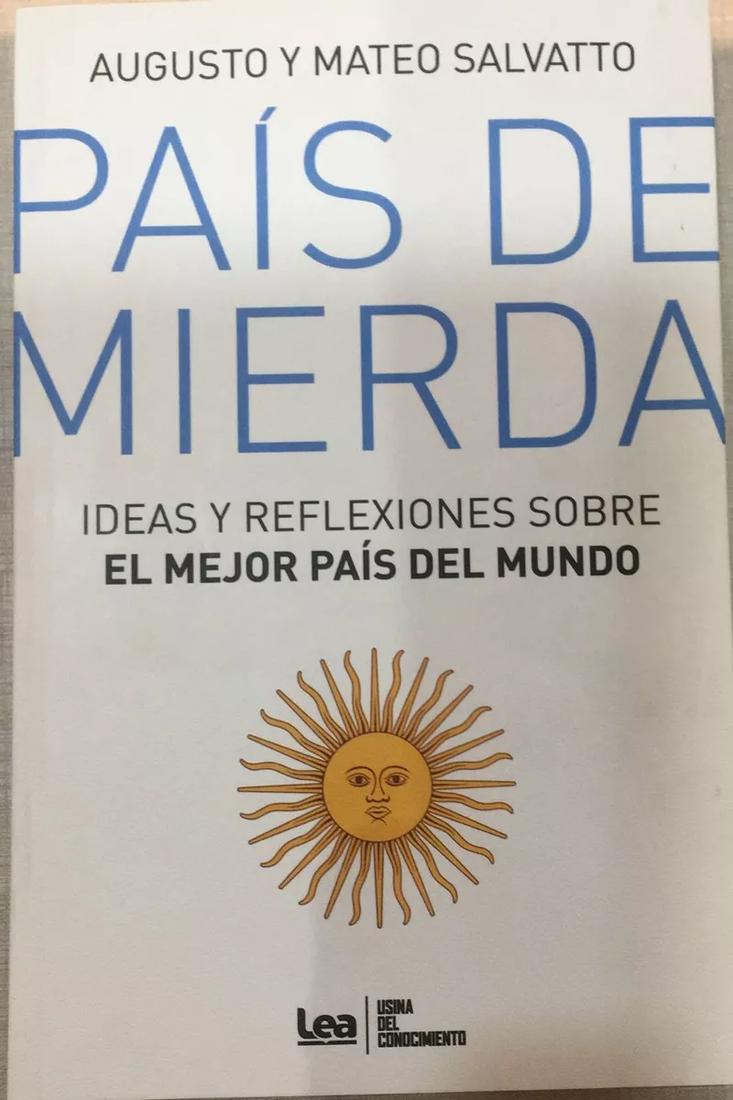 AUGUSTO Y MATEO SALVATTO
PAÍS DE
MIERDA
IDEAS Y REFLEXIONES SOBRE
EL MEJOR PAÍS DEL MUNDO
Lea
USINA
DEL
CONOCIMIENTO